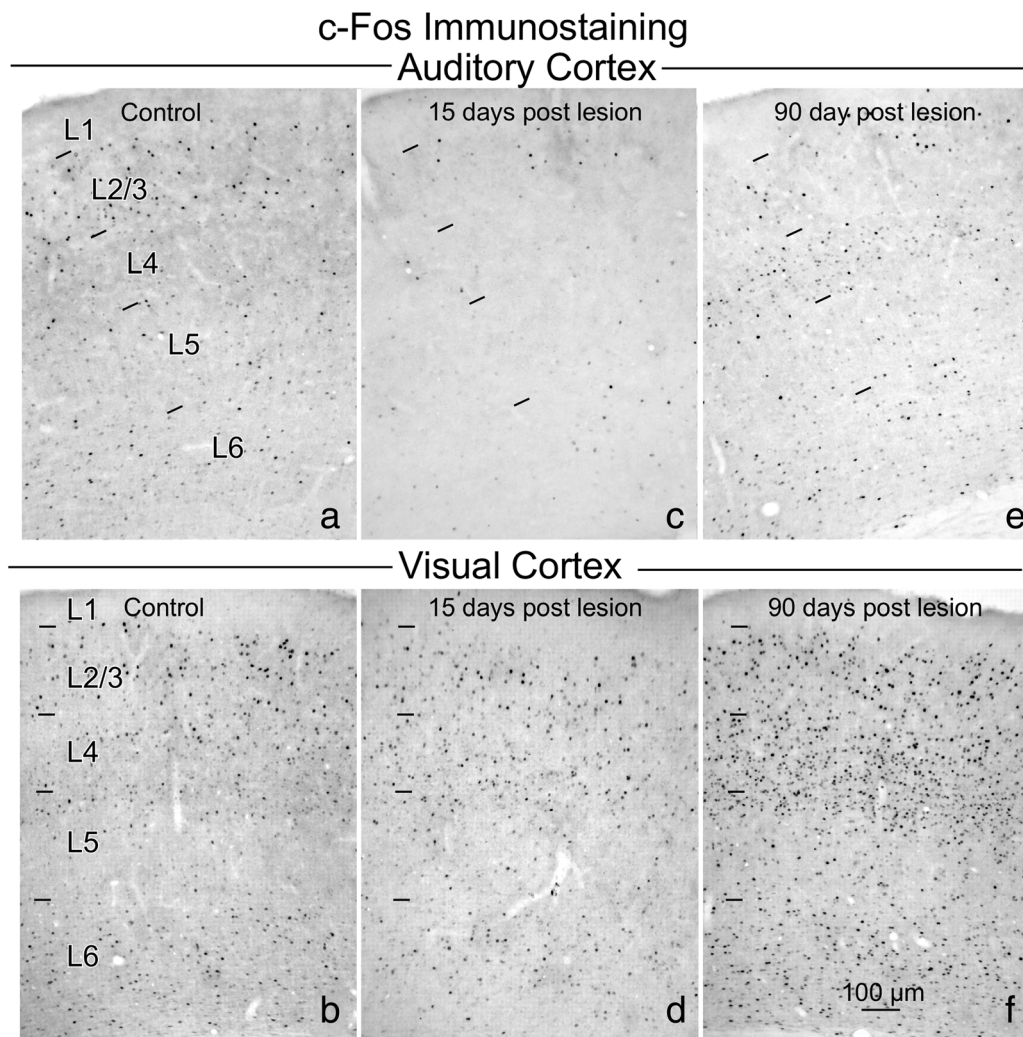 c-Fos Immunostaining
Auditory Cortex
Control
15 days post lesion
90 day post lesion
L1
L2/3
L4
L5
L6
a
c
e
Visual Cortex
Control
15 days post lesion
90 days post lesion
L1
L2/3
L4
L5
L6
100 µm
b
d
f